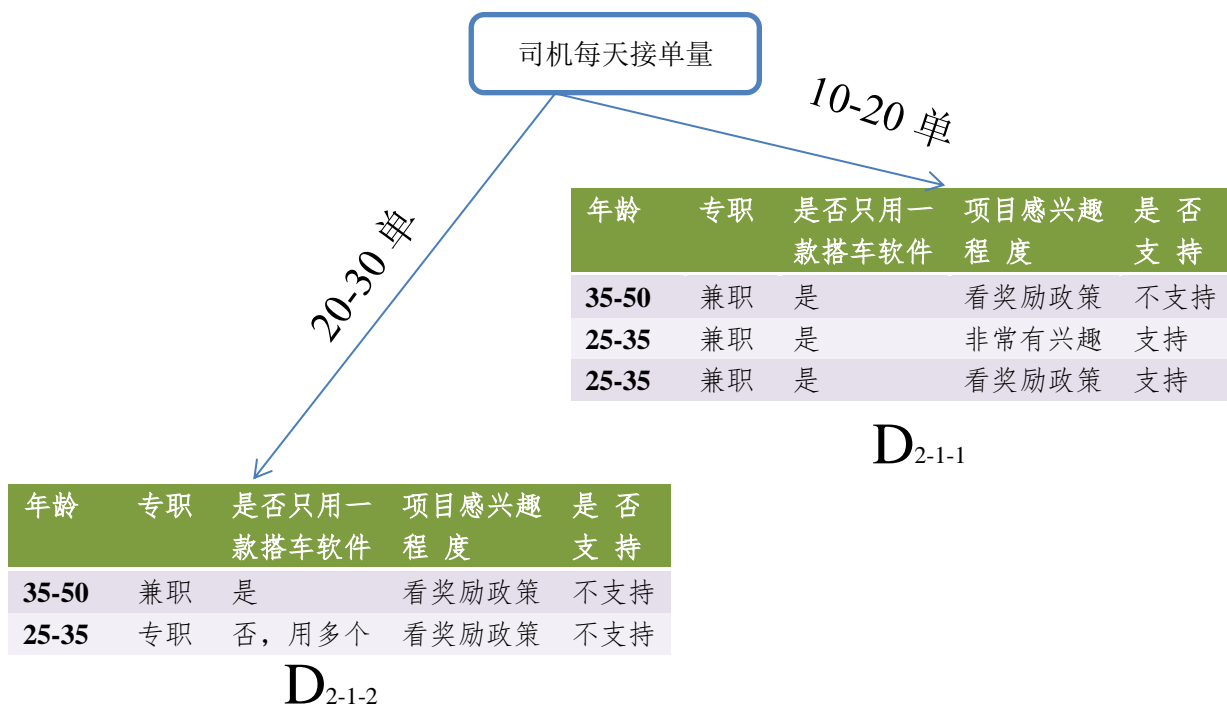 司机每天接单量
10-20 单
年龄 专职 是否只用一 项目感兴趣 是 否
款搭车软件 程 度 支 持
35-50 兼职 是 看奖励政策 不支持
25-35 兼职 是 非常有兴趣 支持
25-35 兼职 是 看奖励政策 支持
D2-1-1
20-30 单
年龄 专职 是否只用一 项目感兴趣 是 否
款搭车软件 程 度 支 持
35-50 兼职 是 看奖励政策 不支持
25-35 专职 否，用多个 看奖励政策 不支持
D2-1-2